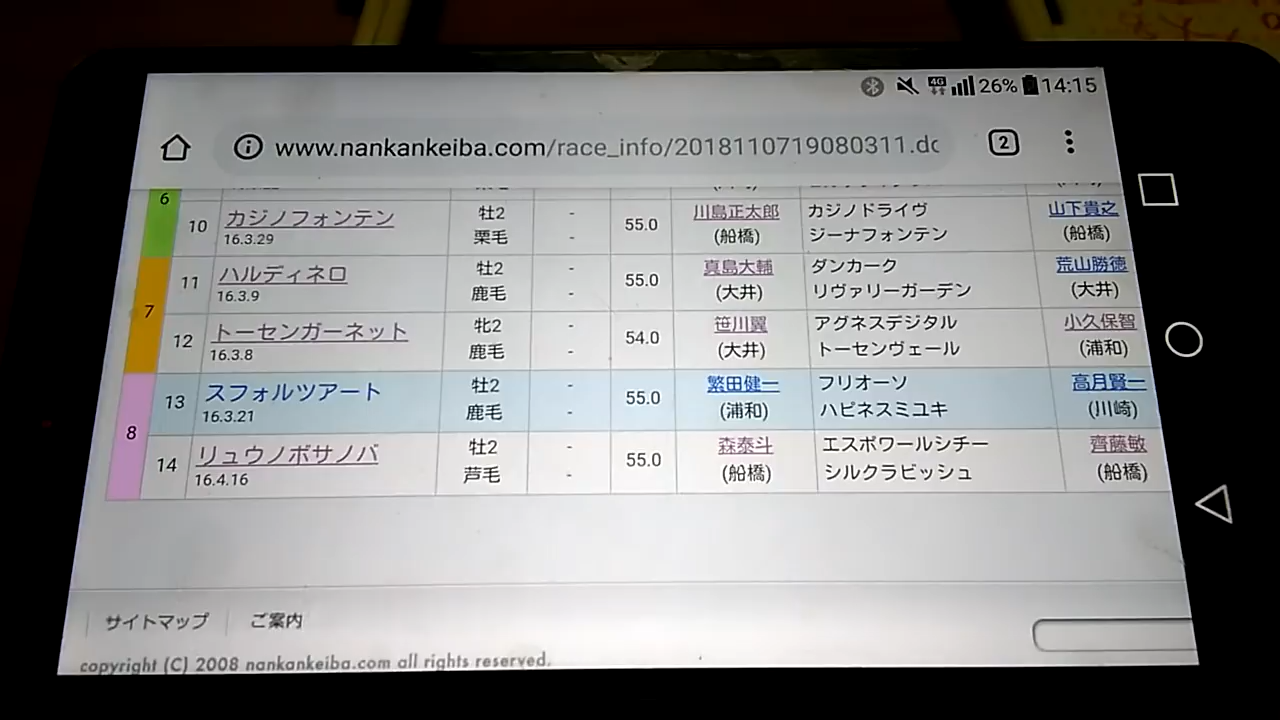 26% 14:15
www.nankankeiba.com/race_info/2018110719080311.dc 2
6
10 カジノフォンテン 牡2 - 55.0 川島正太郎 カジノドライヴ 山下貴之
16.3.29 栗毛 - (船橋) ジーナフォンテン (船橋)
7
11 ハルディネロ 牡2 - 55.0 真島大輔 ダンカーク 荒山勝徳
16.3.9 鹿毛 - (大井) リヴァリーガーデン (大井)
12 トーセンガーネット 牝2 - 54.0 笹川翼 アグネスデジタル 小久保智
16.3.8 鹿毛 - (大井) トーセンヴェール (浦和)
8
13 スフォルツアート 牡2 - 55.0 繁田健一 フリオーソ 高月賢一
16.3.21 鹿毛 - (浦和) ハピネスミユキ (川崎)
14 リュウノボサノバ 牡2 - 55.0 森泰斗 エスポワールシチー 齊藤敏
16.4.16 芦毛 - (船橋) シルクラビッシュ (船橋)
サイトマップ ご案内
copyright (C) 2008 nankankeiba.com all rights reserved.